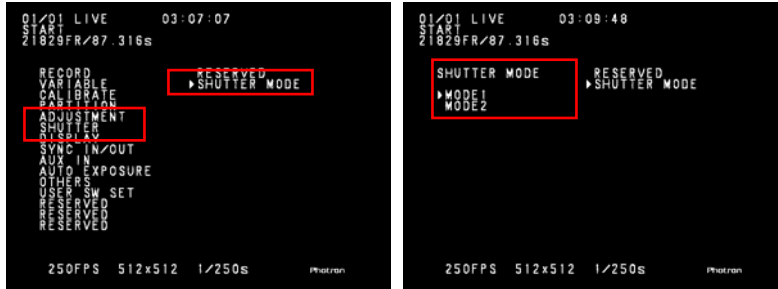 01/01 LIVE 03:07:07
START
21829FR/87.316s
RECORD
VARIABLE
CALIBRATE
PARTITION
ADJUSTMENT
SHUTTER
DISPLAY
SYNC IN/OUT
AUX IN
AUTO EXPOSURE
OTHERS
USER SW SET
RESERVED
RESERVED
RESERVED
RESERVED
▶SHUTTER MODE
250FPS 512x512 1/250s Photron
01/01 LIVE 03:09:48
START
21829FR/87.316s
SHUTTER MODE
▶MODE1
MODE2
RESERVED
▶SHUTTER MODE
250FPS 512x512 1/250s Photron